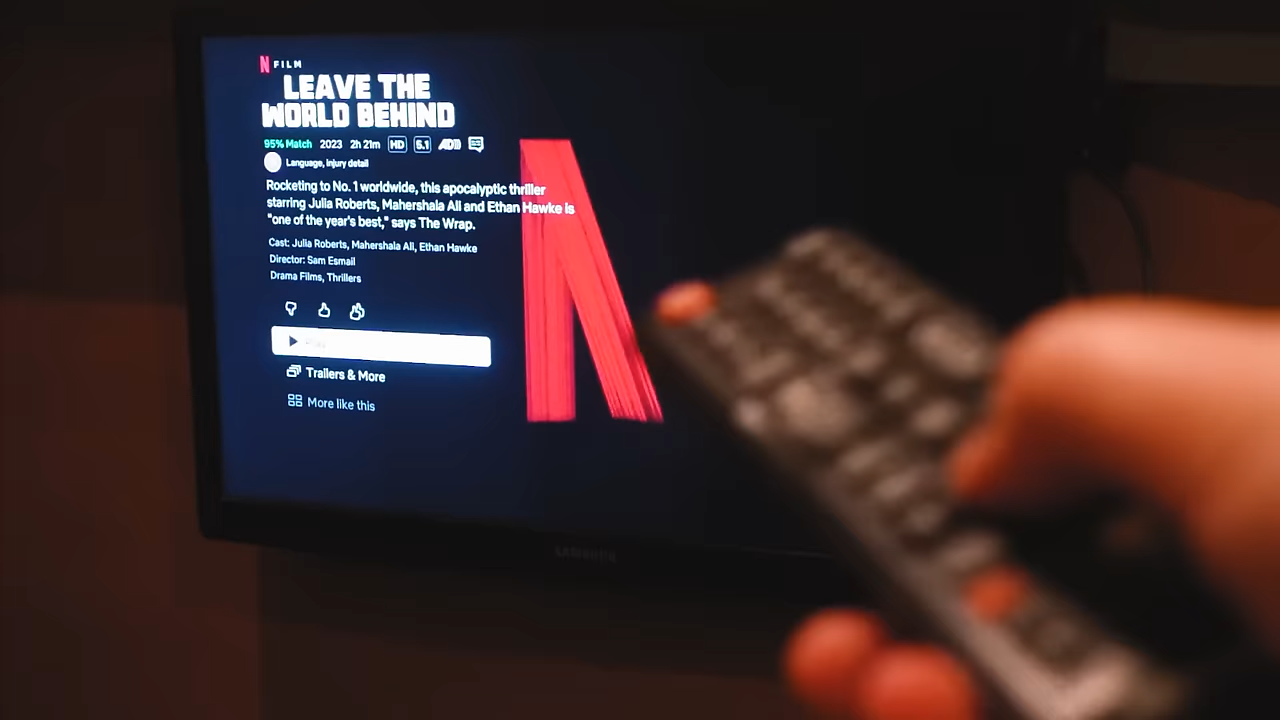 N FILM
LEAVE THE
WORLD BEHIND
95% Match 2023 2h 21m HD 5.1 AD
Language, injury detail
Rocketing to No. 1 worldwide, this apocalyptic thriller
starring Julia Roberts, Mahershala Ali and Ethan Hawke is
"one of the year's best," says The Wrap.
Cast: Julia Roberts, Mahershala Ali, Ethan Hawke
Director: Sam Esmail
Drama Films, Thrillers
Play
Trailers & More
More like this
N
SAMSUNG